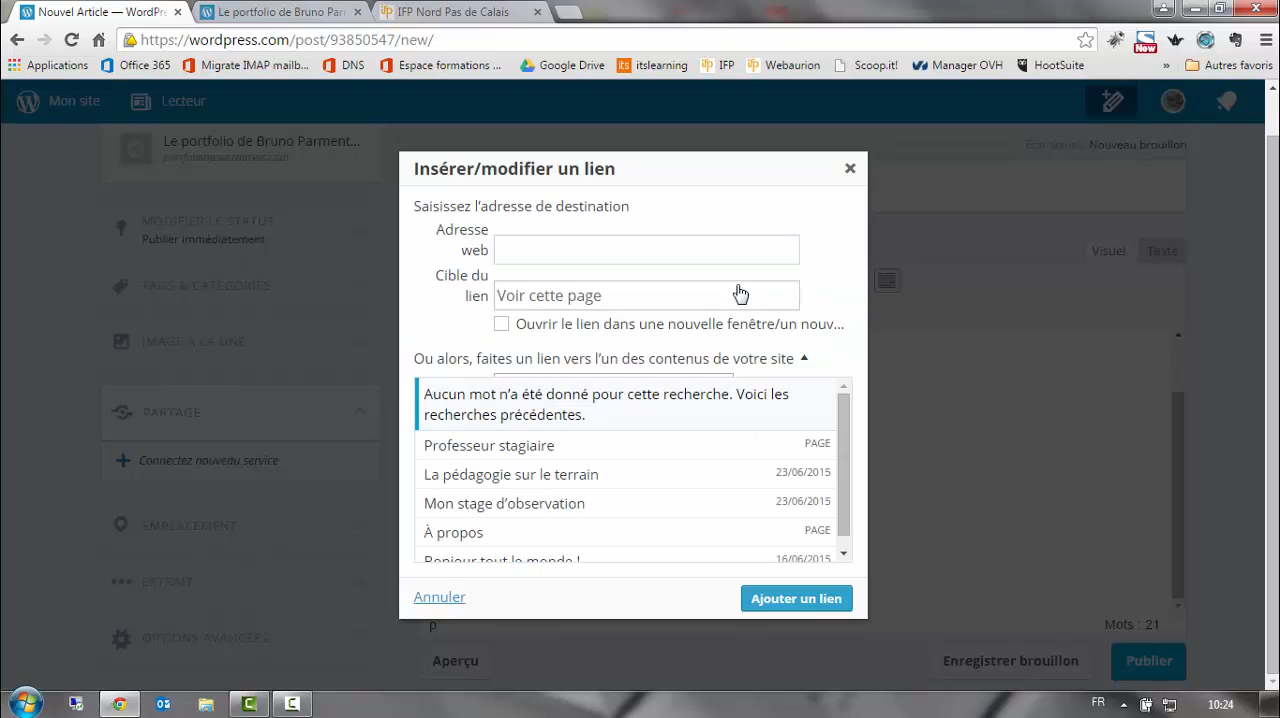 Nouvel Article — WordPr
Le portfolio de Bruno Parm
IFP Nord Pas de Calais
https://wordpress.com/post/93850547/new/
New
Applications
Office 365
Migrate IMAP mailb...
DNS
Espace formations ...
Google Drive
its
itslearning
IFP
Webaurion
Scoop.it!
Manager OVH
HootSuite
»
Autres favoris
Mon site
Lecteur
Le portfolio de Bruno Parment...
Nouveau brouillon
MODIFIER LE STATUT
Publier immédiatement
TAGS & CATÉGORIES
IMAGE À LA UNE
PARTAGE
Connectez nouveau service
EMPLACEMENT
EXTRAIT
OPTIONS AVANCÉES
Visuel
Texte
Insérer/modifier un lien
Saisissez l’adresse de destination
Adresse
web
Cible du
lien
Voir cette page
Ouvrir le lien dans une nouvelle fenêtre/un nouv...
Ou alors, faites un lien vers l’un des contenus de votre site
Aucun mot n’a été donné pour cette recherche. Voici les
recherches précédentes.
Professeur stagiaire PAGE
La pédagogie sur le terrain 23/06/2015
Mon stage d’observation 23/06/2015
À propos PAGE
Bonjour tout le monde ! 16/06/2015
Annuler
Ajouter un lien
p
Mots : 21
Aperçu
Enregistrer brouillon
Publier
FR
10:24